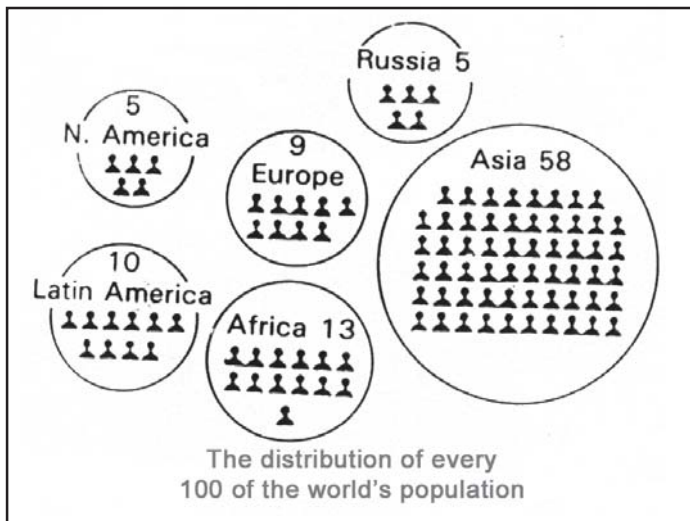 Russia 5
5
N. America
9
Europe
Asia 58
10
Latin America
Africa 13
The distribution of every
100 of the world's population